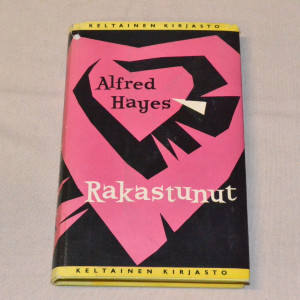 KELTAINEN KIRJASTO
Alfred
Hayes
Rakastunut
KELTAINEN KIRJASTO